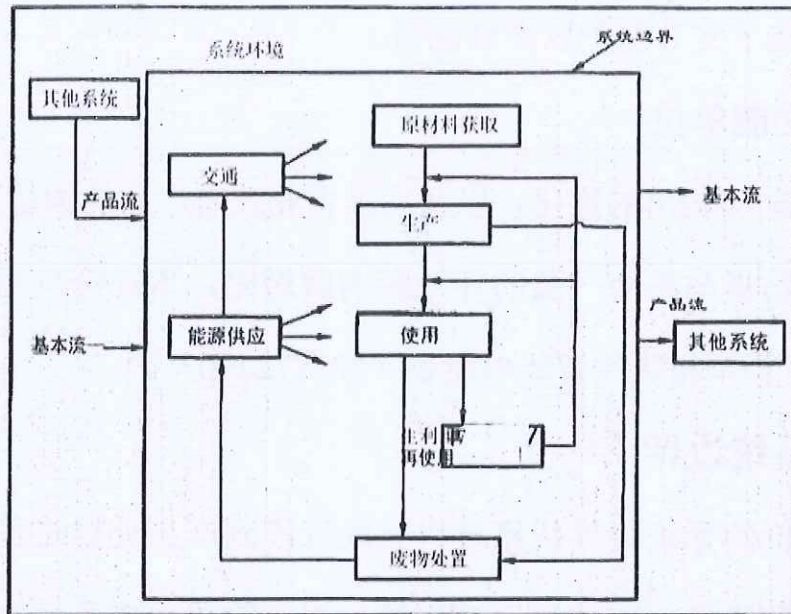 系统环境
系统边界
其他系统
原材料获取
交通
产品流
基本流
生产
产品流
能源供应
使用
基本流
其他系统
生利
再使用
废物处置